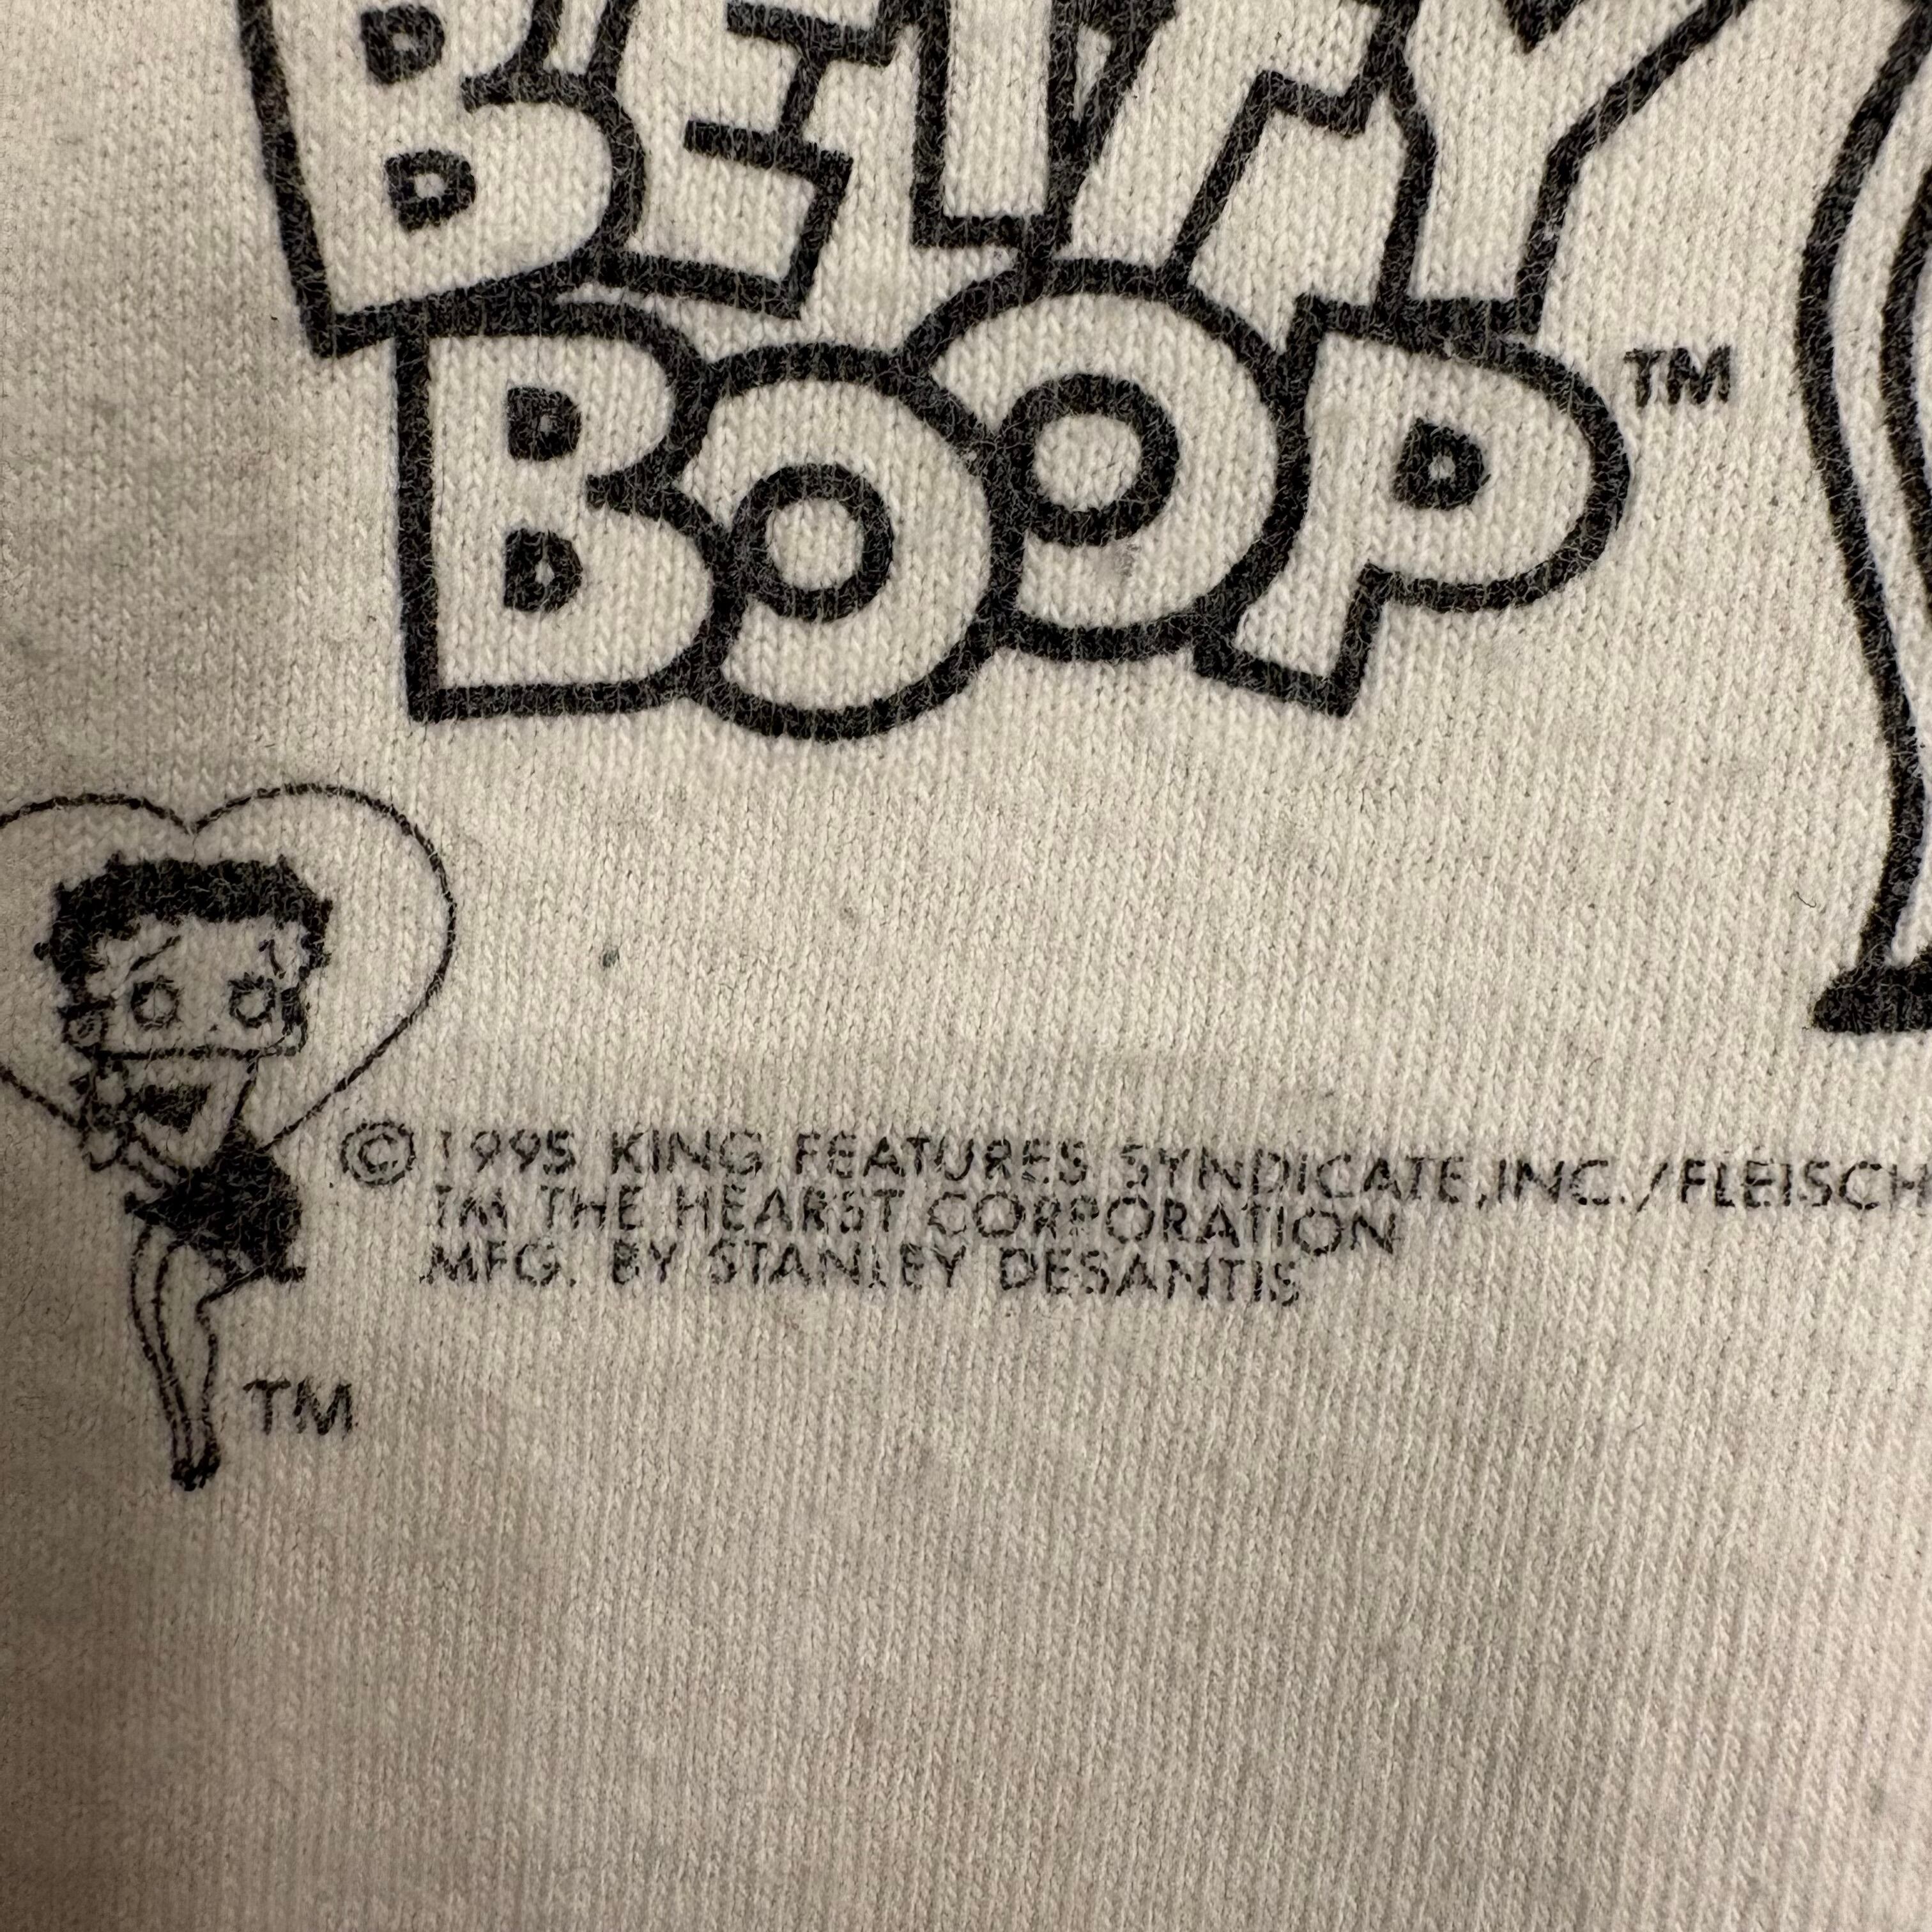 BETTY
BOOP™
© 1995 KING FEATURES SYNDICATE, INC./FLEISCH
TM THE HEARST CORPORATION
MFG. BY STANLEY DESANTIS
TM